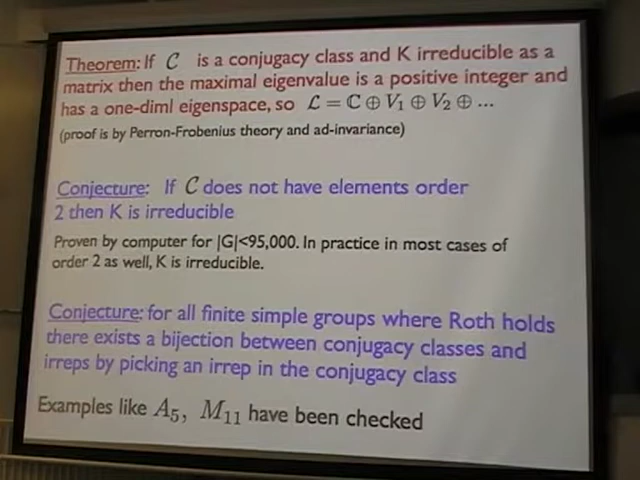 Theorem: If 𝒞 is a conjugacy class and K irreducible as a
matrix then the maximal eigenvalue is a positive integer and
has a one-diml eigenspace, so ℒ = ℂ ⊕ V₁ ⊕ V₂ ⊕ ...
(proof is by Perron-Frobenius theory and ad-invariance)
Conjecture: If 𝒞 does not have elements order
2 then K is irreducible
Proven by computer for |G|<95,000. In practice in most cases of
order 2 as well, K is irreducible.
Conjecture: for all finite simple groups where Roth holds
there exists a bijection between conjugacy classes and
irreps by picking an irrep in the conjugacy class
Examples like A₅, M₁₁ have been checked